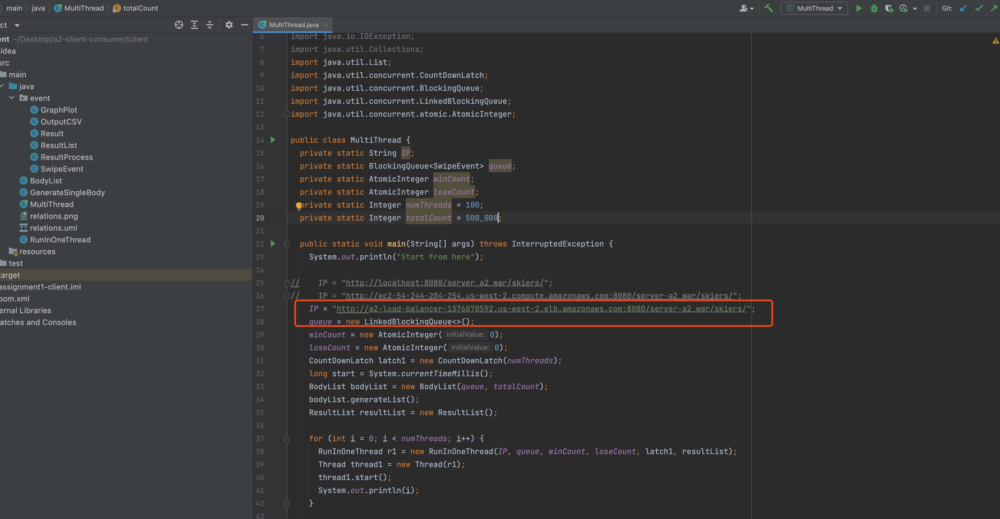 main java MultiThread totalCount
MultiThread Git:
ct
MultiThread.java
ent ~/Desktop/a2-client-consumer/client
idea
src
main
java
event
GraphPlot
OutputCSV
Result
ResultList
ResultProcess
SwipeEvent
BodyList
GenerateSingleBody
MultiThread
relations.png
relations.uml
RunInOneThread
resources
test
target
assignment1-client.iml
pom.xml
ernal Libraries
atches and Consoles
6 import java.io.IOException;
7 import java.util.Collections;
8 import java.util.List;
9 import java.util.concurrent.CountDownLatch;
10 import java.util.concurrent.BlockingQueue;
11 import java.util.concurrent.LinkedBlockingQueue;
12 import java.util.concurrent.atomic.AtomicInteger;
13
14 public class MultiThread {
15 private static String IP;
16 private static BlockingQueue<SwipeEvent> queue;
17 private static AtomicInteger winCount;
18 private static AtomicInteger loseCount;
19 private static Integer numThreads = 100;
20 private static Integer totalCount = 500_000;
21
22 public static void main(String[] args) throws InterruptedException {
23 System.out.println("Start from here");
24
25 // IP = "http://localhost:8080/server_a2_war/skiers/";
26 // IP = "http://ec2-54-244-204-254.us-west-2.compute.amazonaws.com:8080/server-a2_war/skiers/";
27 IP = "http://a2-load-balancer-1376870592.us-west-2.elb.amazonaws.com:8080/server-a2_war/skiers/";
28 queue = new LinkedBlockingQueue<>();
29 winCount = new AtomicInteger( initialValue: 0);
30 loseCount = new AtomicInteger( initialValue: 0);
31 CountDownLatch latch1 = new CountDownLatch(numThreads);
32 long start = System.currentTimeMillis();
33 BodyList bodyList = new BodyList(queue, totalCount);
34 bodyList.generateList();
35 ResultList resultList = new ResultList();
36
37 for (int i = 0; i < numThreads; i++) {
38 RunInOneThread r1 = new RunInOneThread(IP, queue, winCount, loseCount, latch1, resultList);
39 Thread thread1 = new Thread(r1);
40 thread1.start();
41 System.out.println(i);
42 }
43